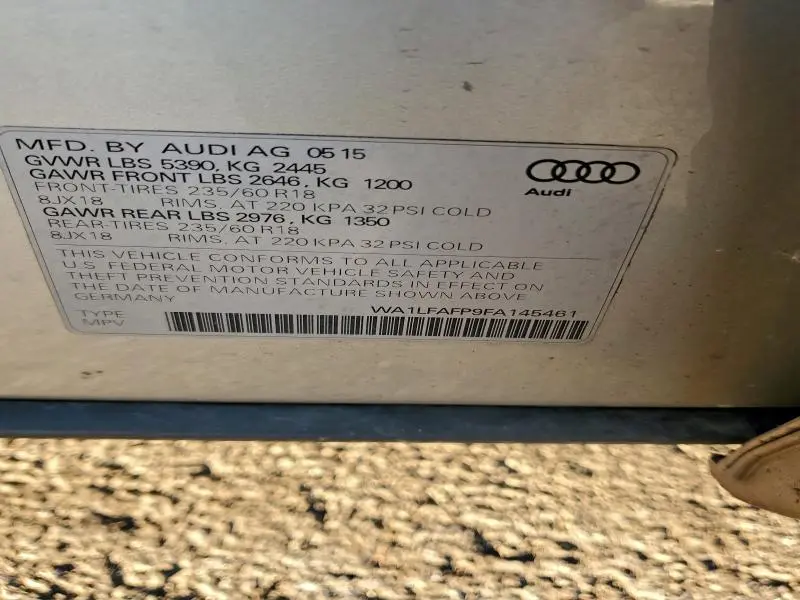 MFD. BY AUDI AG 05 15
GVWR LBS 5390, KG 2445
GAWR FRONT LBS 2646, KG 1200
FRONT-TIRES 235/60 R18
8JX18 RIMS, AT 220 KPA 32 PSI COLD
GAWR REAR LBS 2976, KG 1350
REAR-TIRES 235/60 R18
8JX18 RIMS, AT 220 KPA 32 PSI COLD
THIS VEHICLE CONFORMS TO ALL APPLICABLE
U.S. FEDERAL MOTOR VEHICLE SAFETY AND
THEFT PREVENTION STANDARDS IN EFFECT ON
THE DATE OF MANUFACTURE SHOWN ABOVE
GERMANY
TYPE WA1LFAFP9FA145461
MPV
Audi